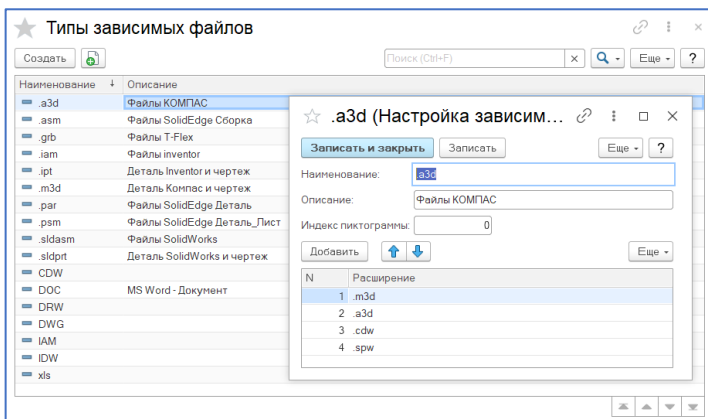 Типы зависимых файлов
Создать
Поиск (Ctrl+F)
×
Еще
?
Наименование ↓ Описание
.a3d Файлы КОМПАС
.asm Файлы SolidEdge Сборка
.grb Файлы T-Flex
.iam Файлы inventor
.ipt Деталь Inventor и чертеж
.m3d Деталь Компас и чертеж
.par Файлы SolidEdge Деталь
.psm Файлы SolidEdge Деталь_Лист
.sldasm Файлы SolidWorks
.sldprt Деталь SolidWorks и чертеж
CDW
DOC MS Word - Документ
DRW
DWG
IAM
IDW
xls
.a3d (Настройка зависим...
Записать и закрыть Записать Еще ?
Наименование: .a3d
Описание: Файлы КОМПАС
Индекс пиктограммы: 0
Добавить Еще
N Расширение
1 .m3d
2 .a3d
3 .cdw
4 .spw